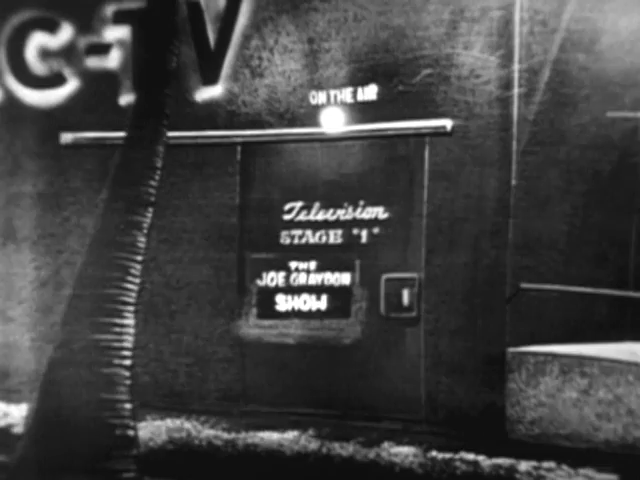 C-TV
ON THE AIR
Television
STAGE "1"
THE
JOE GRAYDON
SHOW